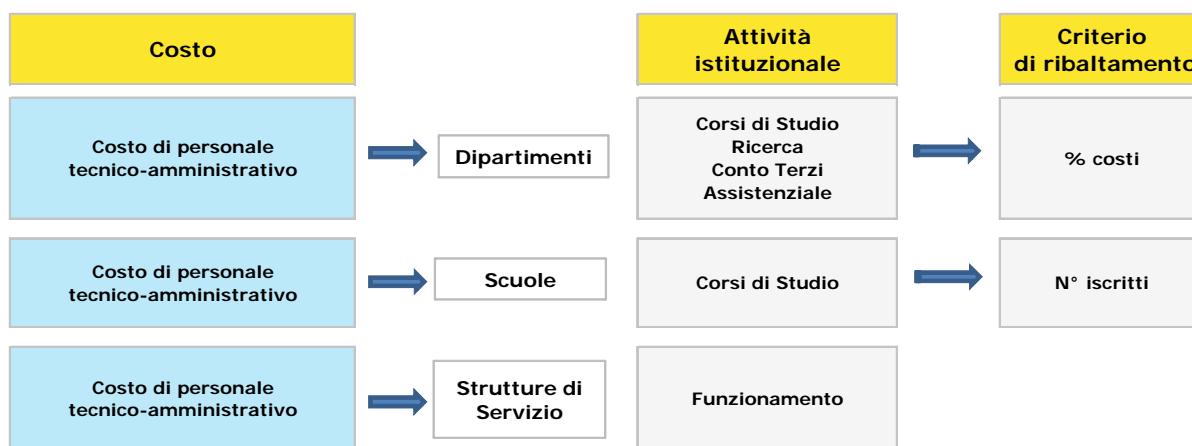 Costo
Attività
istituzionale
Criterio
di ribaltamento
Costo di personale
tecnico-amministrativo
Dipartimenti
Corsi di Studio
Ricerca
Conto Terzi
Assistenziale
% costi
Costo di personale
tecnico-amministrativo
Scuole
Corsi di Studio
N° iscritti
Costo di personale
tecnico-amministrativo
Strutture di
Servizio
Funzionamento